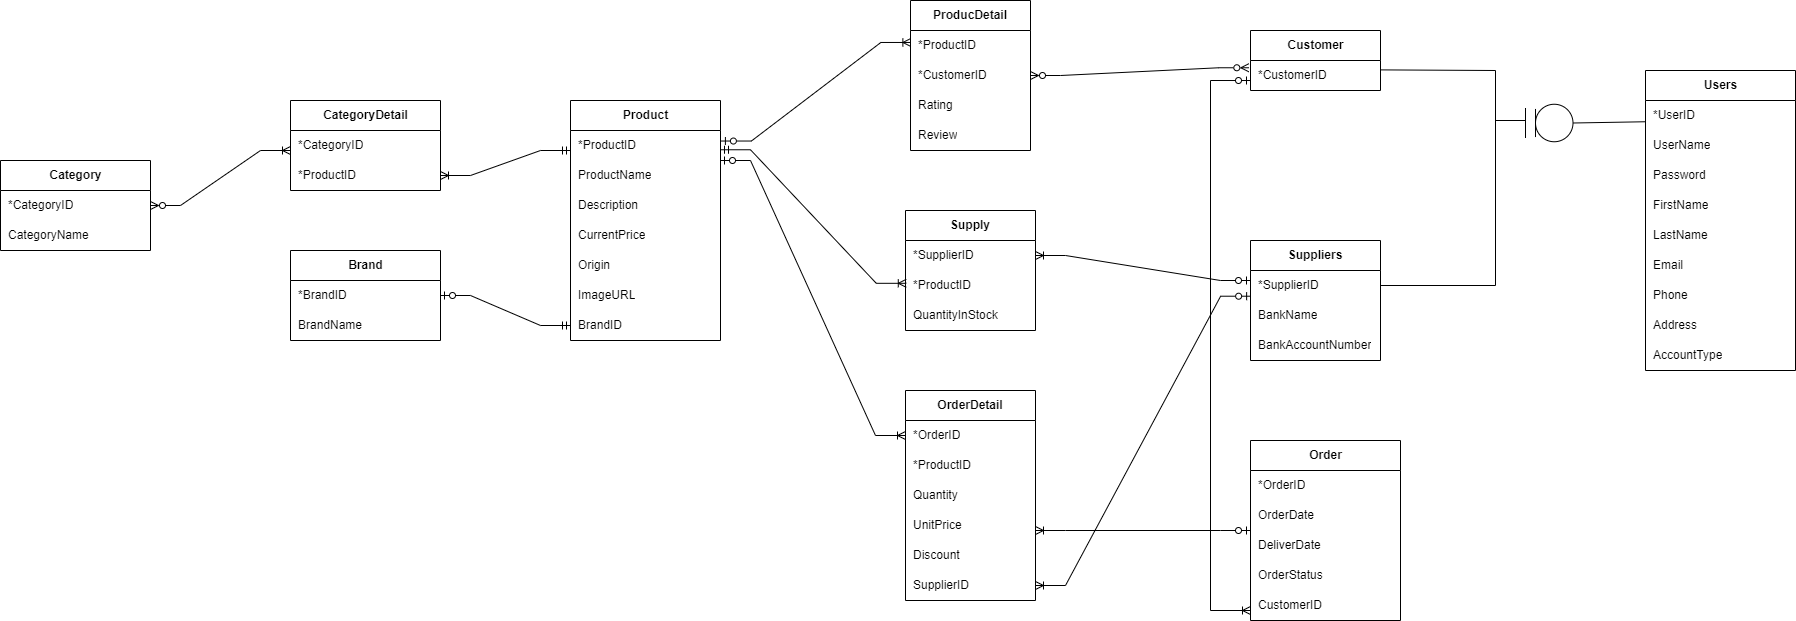 Category
*CategoryID
CategoryName
CategoryDetail
*CategoryID
*ProductID
Brand
*BrandID
BrandName
Product
*ProductID
ProductName
Description
CurrentPrice
Origin
ImageURL
BrandID
ProducDetail
*ProductID
*CustomerID
Rating
Review
Supply
*SupplierID
*ProductID
QuantityInStock
OrderDetail
*OrderID
*ProductID
Quantity
UnitPrice
Discount
SupplierID
Customer
*CustomerID
Suppliers
*SupplierID
BankName
BankAccountNumber
Order
*OrderID
OrderDate
DeliverDate
OrderStatus
CustomerID
Users
*UserID
UserName
Password
FirstName
LastName
Email
Phone
Address
AccountType